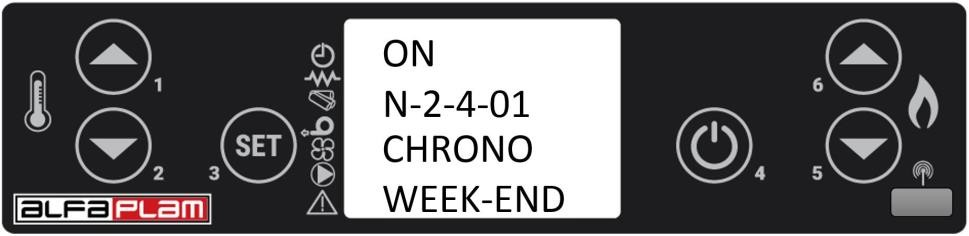 ON
N-2-4-01
CHRONO
WEEK-END
1
2
SET
3
4
5
6
ALFAPLAM